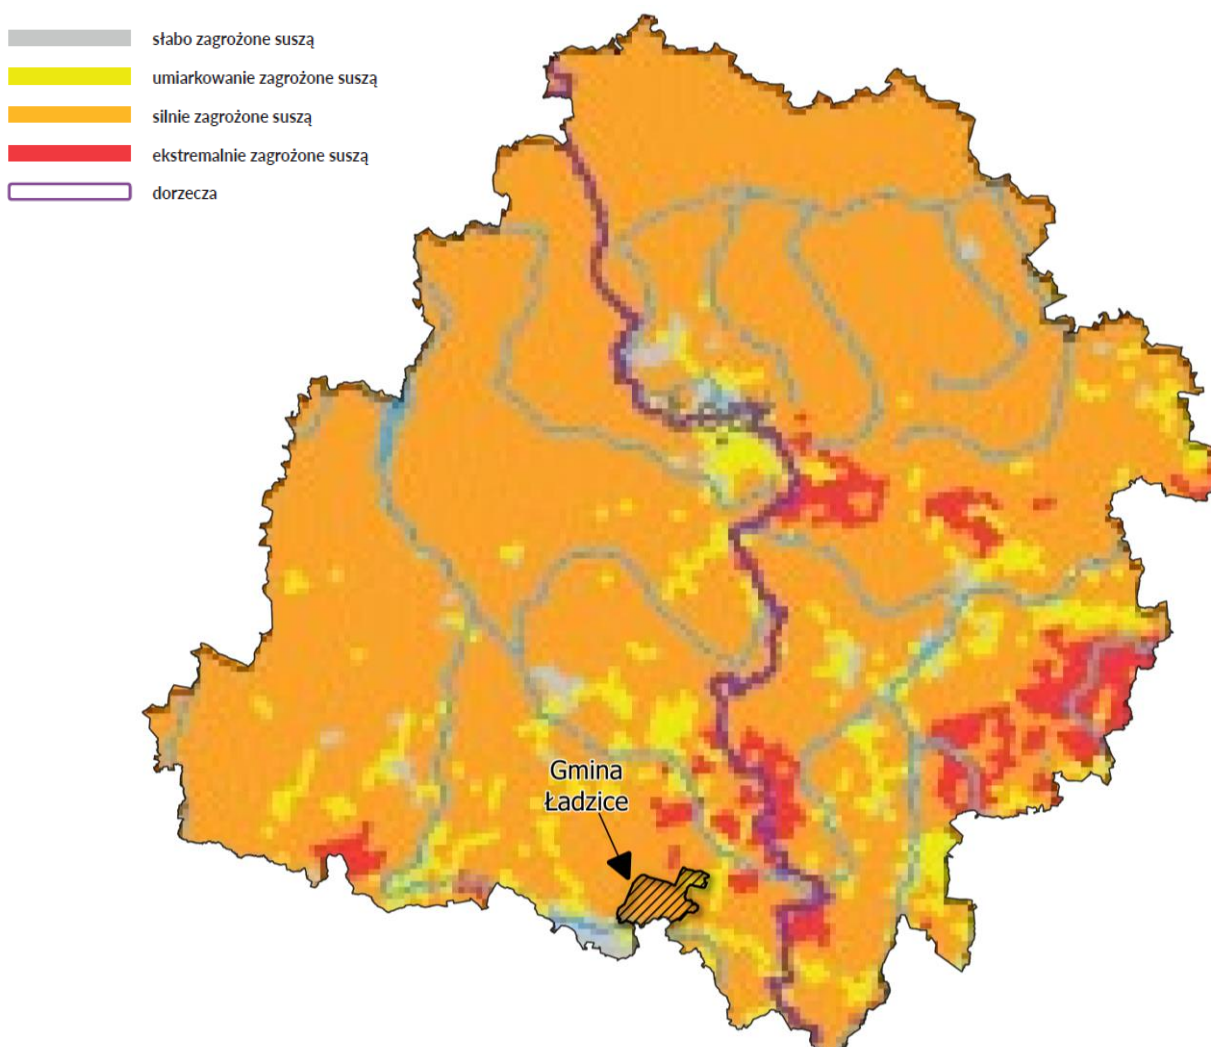 słabo zagrożone suszą
umiarkowanie zagrożone suszą
silnie zagrożone suszą
ekstremalnie zagrożone suszą
dorzecza
Gmina
Ładzice